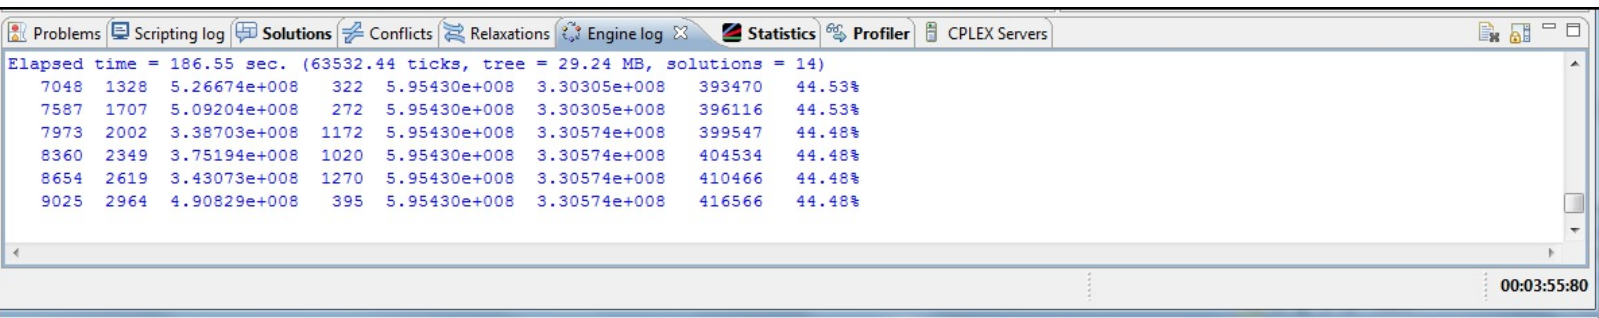 Problems Scripting log Solutions Conflicts Relaxations Engine log Statistics Profiler CPLEX Servers
Elapsed time = 186.55 sec. (63532.44 ticks, tree = 29.24 MB, solutions = 14)
7048 1328 5.26674e+008 322 5.95430e+008 3.30305e+008 393470 44.53%
7587 1707 5.09204e+008 272 5.95430e+008 3.30305e+008 396116 44.53%
7973 2002 3.38703e+008 1172 5.95430e+008 3.30574e+008 399547 44.48%
8360 2349 3.75194e+008 1020 5.95430e+008 3.30574e+008 404534 44.48%
8654 2619 3.43073e+008 1270 5.95430e+008 3.30574e+008 410466 44.48%
9025 2964 4.90829e+008 395 5.95430e+008 3.30574e+008 416566 44.48%
00:03:55:80